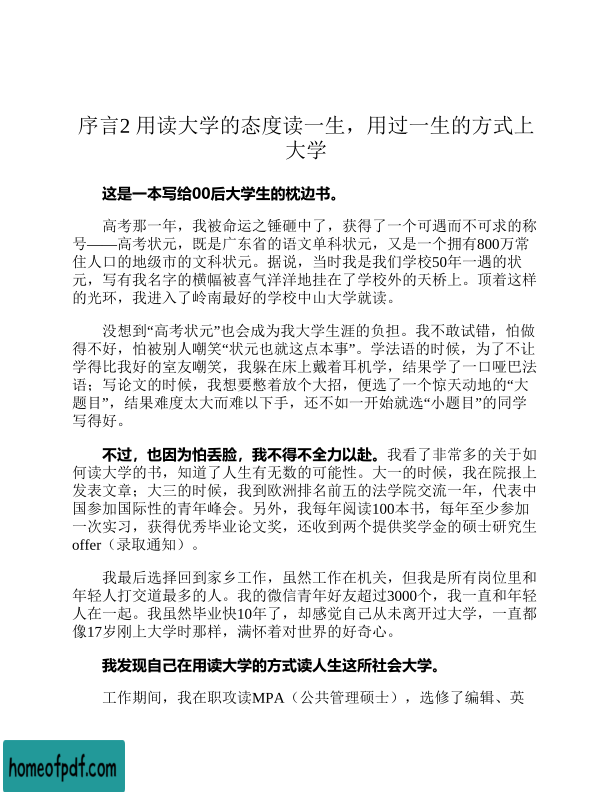 序言2 用读大学的态度读一生，用过一生的方式上
大学
这是一本写给00后大学生的枕边书。
高考那一年，我被命运之锤砸中了，获得了一个可遇而不可求的称
号——高考状元，既是广东省的语文单科状元，又是一个拥有800万常
住人口的地级市的文科状元。据说，当时我是我们学校50年一遇的状
元，写有我名字的横幅被喜气洋洋地挂在了学校外的天桥上。顶着这样
的光环，我进入了岭南最好的学校中山大学就读。
没想到“高考状元”也会成为我大学生涯的负担。我不敢试错，怕做
得不好，怕被别人嘲笑“状元也就这点本事”。学法语的时候，为了不让
学得比我好的室友嘲笑，我躲在床上戴着耳机学，结果学了一口哑巴法
语；写论文的时候，我想要憋着放个大招，便选了一个惊天动地的“大
题目”，结果难度太大而难以下手，还不如一开始就选“小题目”的同学
写得好。
不过，也因为怕丢脸，我不得不全力以赴。我看了非常多的关于如
何读大学的书，知道了人生有无数的可能性。大一的时候，我在院报上
发表文章；大三的时候，我到欧洲排名前五的法学院交流一年，代表中
国参加国际性的青年峰会。另外，我每年阅读100本书，每年至少参加
一次实习，获得优秀毕业论文奖，还收到两个提供奖学金的硕士研究生
offer（录取通知）。
我最后选择回到家乡工作，虽然工作在机关，但我是所有岗位里和
年轻人打交道最多的人。我的微信青年好友超过3000个，我一直和年轻
人在一起。我虽然毕业快10年了，却感觉自己从未离开过大学，一直都
像17岁刚上大学时那样，满怀着对世界的好奇心。
我发现自己在用读大学的方式读人生这所社会大学。
工作期间，我在职攻读MPA（公共管理硕士），选修了编辑、英
homeofpdf.com